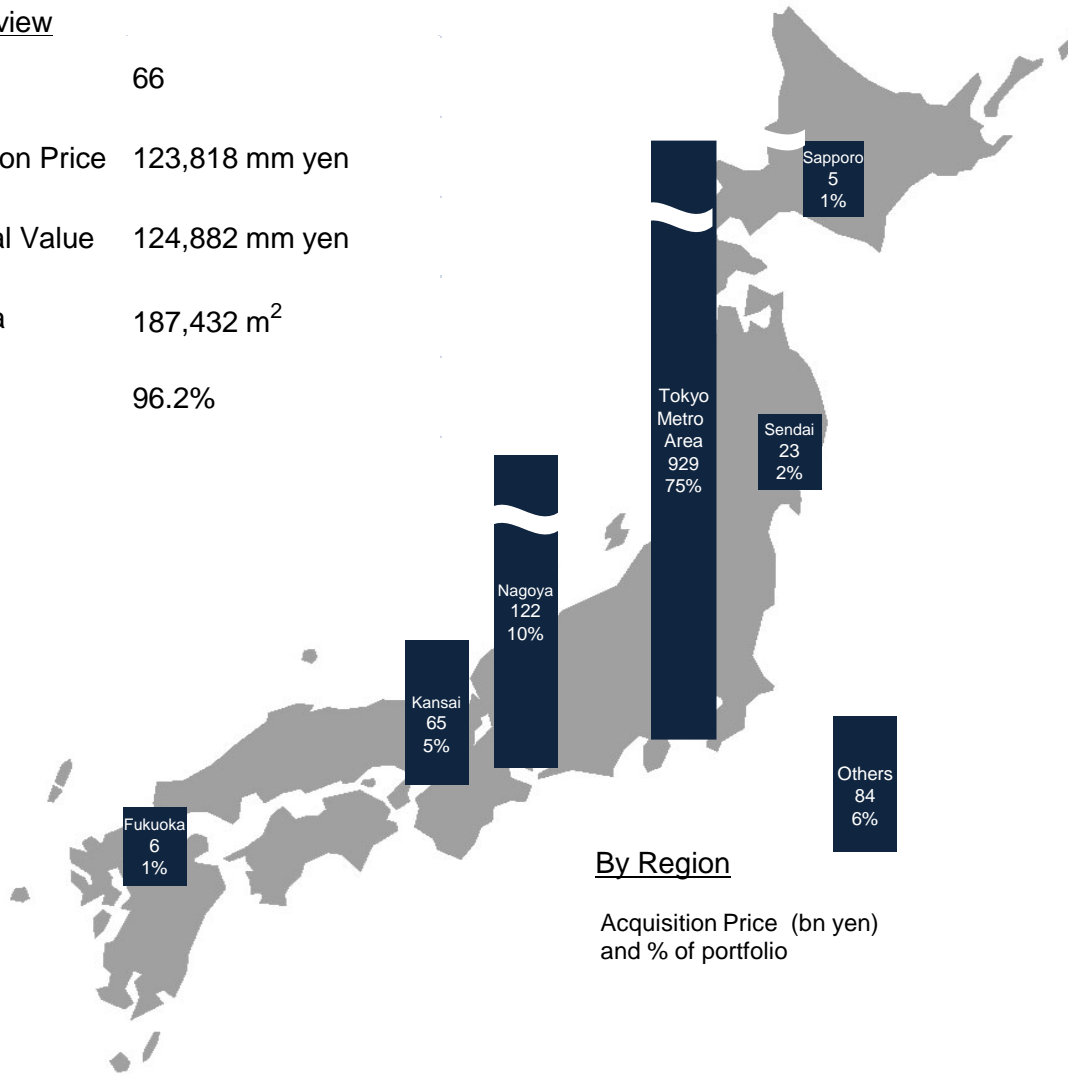 view
66
on Price 123,818 mm yen
al Value 124,882 mm yen
a 187,432 m²
96.2%
Sapporo
5
1%
Tokyo
Metro
Area
929
75%
Sendai
23
2%
Nagoya
122
10%
Kansai
65
5%
Others
84
6%
Fukuoka
6
1%
By Region
Acquisition Price (bn yen)
and % of portfolio